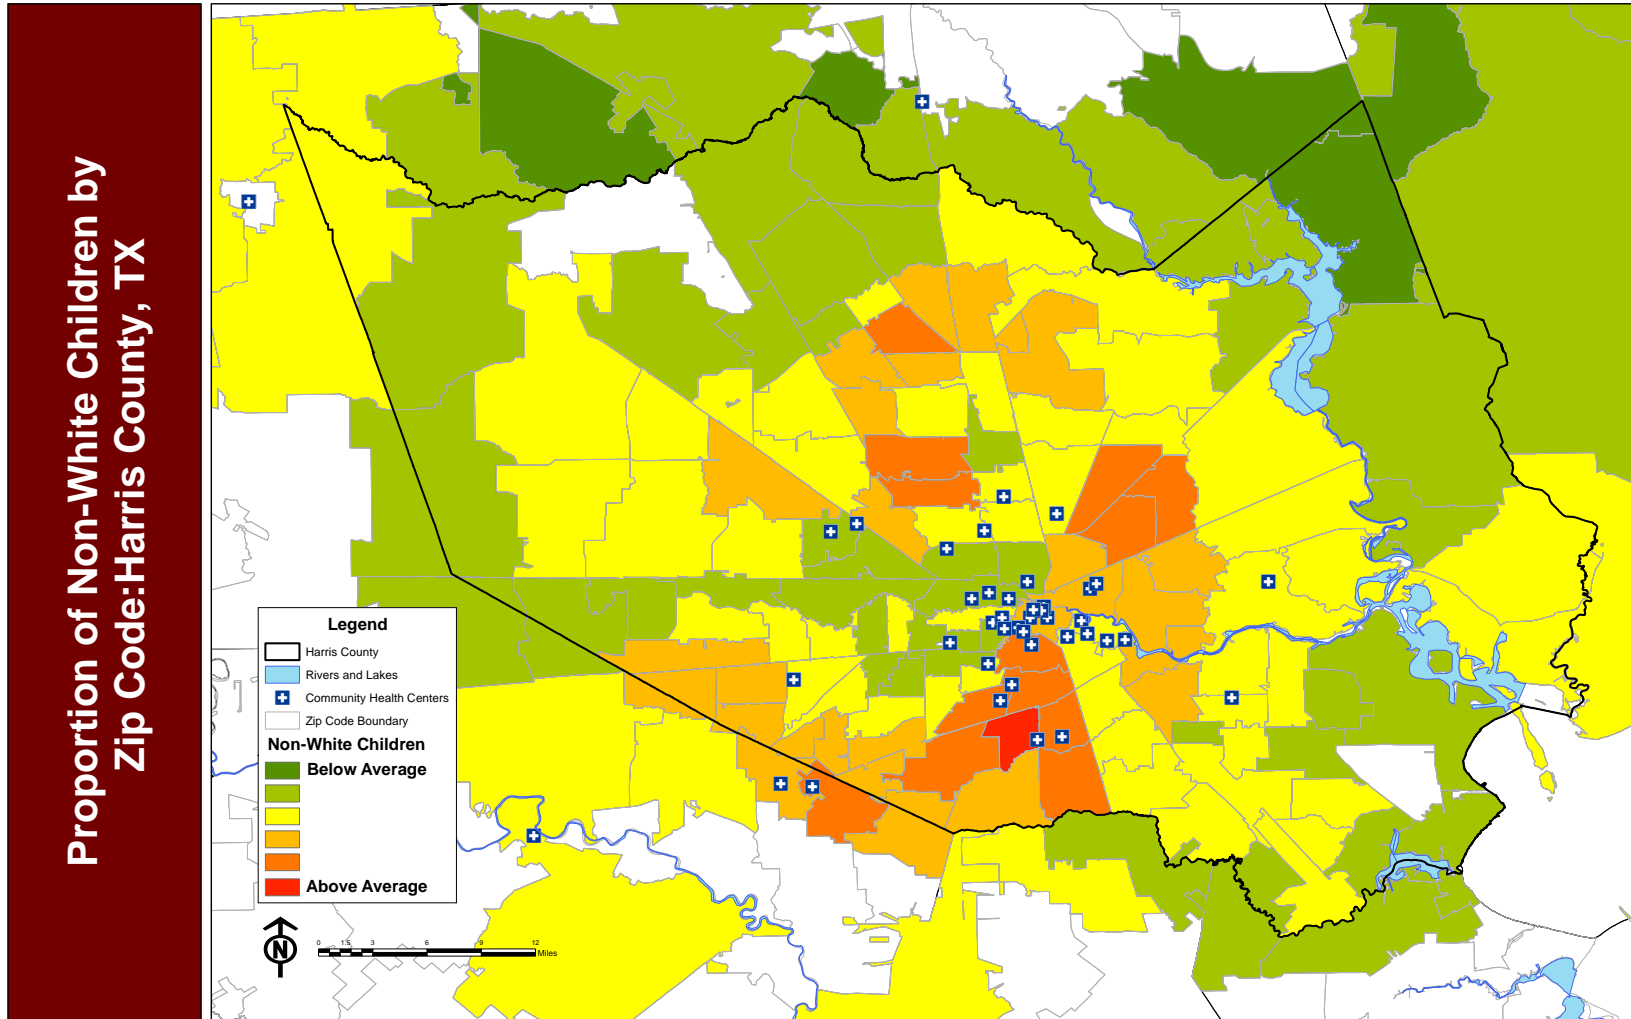 Proportion of Non-White Children by
Zip Code:Harris County, TX
Legend
Harris County
Rivers and Lakes
Community Health Centers
Zip Code Boundary
Non-White Children
Below Average
Above Average
N
0 1.5 3 6 9 12
Miles